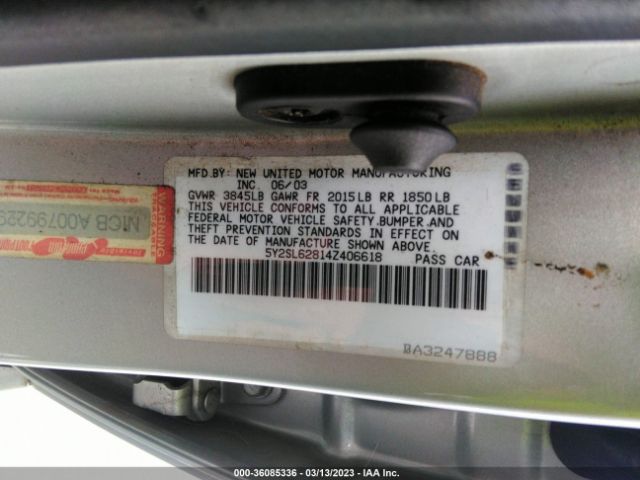 MFD.BY: NEW UNITED MOTOR MANUFACTURING
INC. 06/03
GVWR 3845LB GAWR FR 2015LB RR 1850LB
THIS VEHICLE CONFORMS TO ALL APPLICABLE
FEDERAL MOTOR VEHICLE SAFETY,BUMPER,AND
THEFT PREVENTION STANDARDS IN EFFECT ON
THE DATE OF MANUFACTURE SHOWN ABOVE.
5Y2SL62814Z406618 PASS CAR
BA3247888
WARNING
MCB A00799229
000-36085336 - 03/13/2023 - IAA Inc.